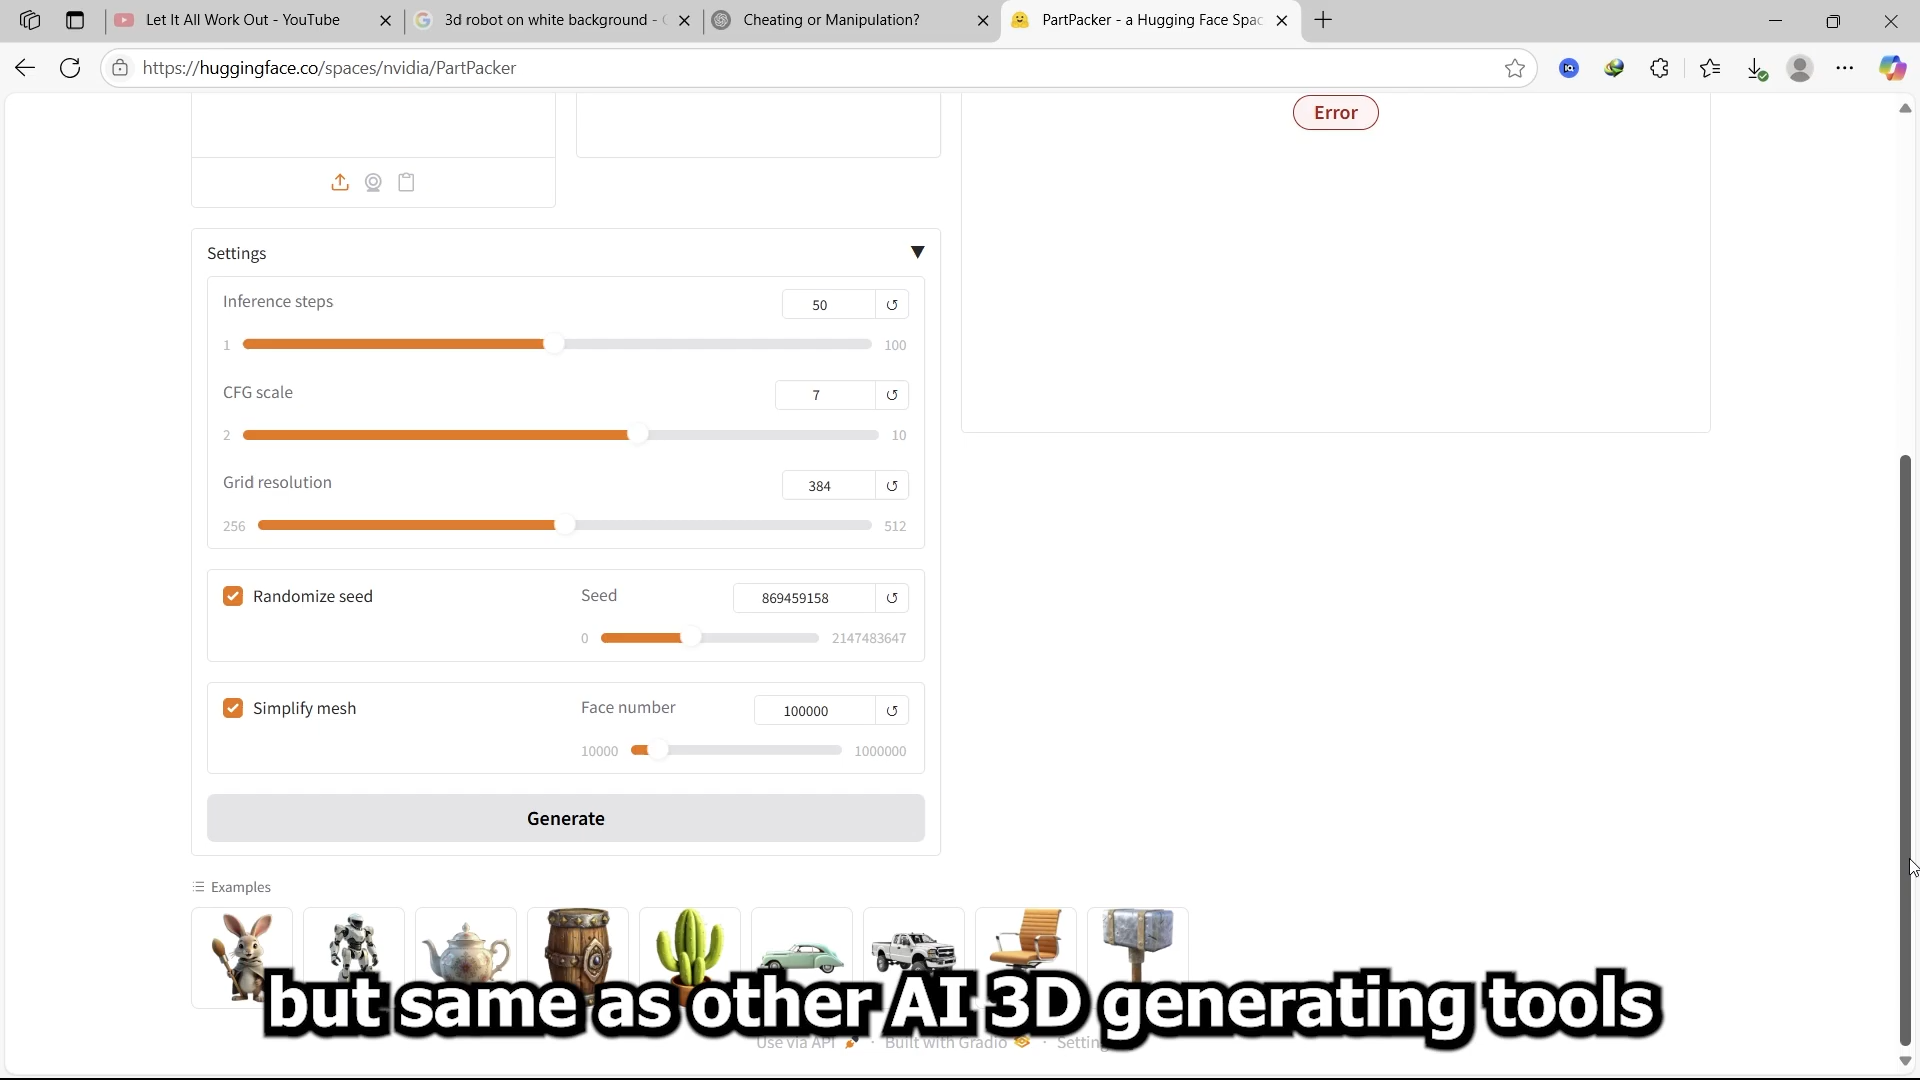 Let It All Work Out - YouTube
3d robot on white background -
Cheating or Manipulation?
PartPacker - a Hugging Face Spac
https://huggingface.co/spaces/nvidia/PartPacker
Error
Settings
Inference steps
50
1
100
CFG scale
7
2
10
Grid resolution
384
256
512
Randomize seed
Seed
869459158
0
2147483647
Simplify mesh
Face number
100000
10000
1000000
Generate
Examples
but same as other AI 3D generating tools
Use via API · Built with Gradio · Setting